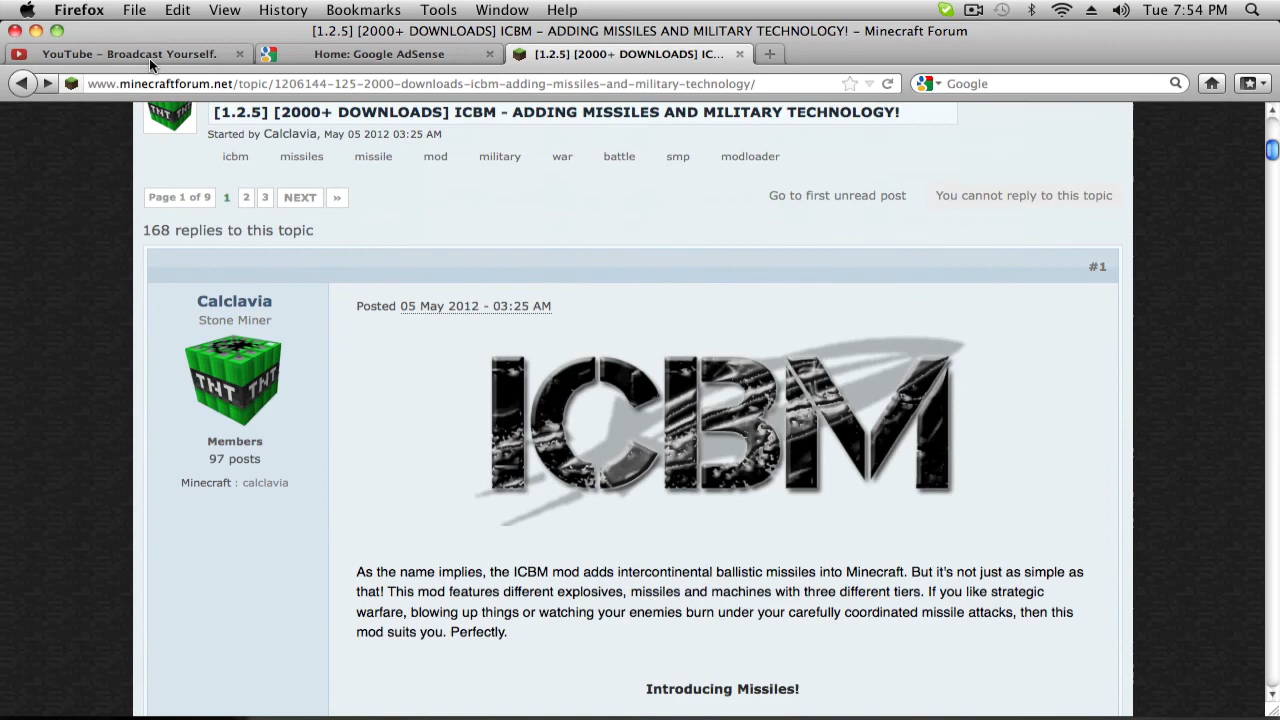 Firefox File Edit View History Bookmarks Tools Window Help Tue 7:54 PM
[1.2.5] [2000+ DOWNLOADS] ICBM - ADDING MISSILES AND MILITARY TECHNOLOGY! - Minecraft Forum
YouTube - Broadcast Yourself. Home: Google AdSense [1.2.5] [2000+ DOWNLOADS] IC...
www.minecraftforum.net/topic/1206144-125-2000-downloads-icbm-adding-missiles-and-military-technology/ Google
[1.2.5] [2000+ DOWNLOADS] ICBM - ADDING MISSILES AND MILITARY TECHNOLOGY!
Started by Calclavia, May 05 2012 03:25 AM
icbm missiles missile mod military war battle smp modloader
Page 1 of 9 1 2 3 NEXT » Go to first unread post You cannot reply to this topic
168 replies to this topic
#1
Calclavia
Stone Miner
TNT TNT
Members
97 posts
Minecraft : calclavia
Posted 05 May 2012 - 03:25 AM
ICBM
As the name implies, the ICBM mod adds intercontinental ballistic missiles into Minecraft. But it's not just as simple as
that! This mod features different explosives, missiles and machines with three different tiers. If you like strategic
warfare, blowing up things or watching your enemies burn under your carefully coordinated missile attacks, then this
mod suits you. Perfectly.
Introducing Missiles!